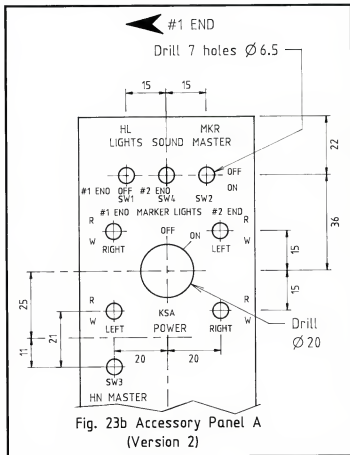 #1 END
Drill 7 holes Ø 6.5
15 15
HL MKR
LIGHTS SOUND MASTER
22
OFF
ON
#1 END OFF #2 END
SW1 SW4 SW2
36
R #1 END MARKER LIGHTS #2 END R
W OFF ON W
RIGHT LEFT
15
15
25
R R
W W
LEFT KSA RIGHT
POWER
Drill
Ø 20
21
11
20 20
SW3
HN MASTER
Fig. 23b Accessory Panel A
(Version 2)